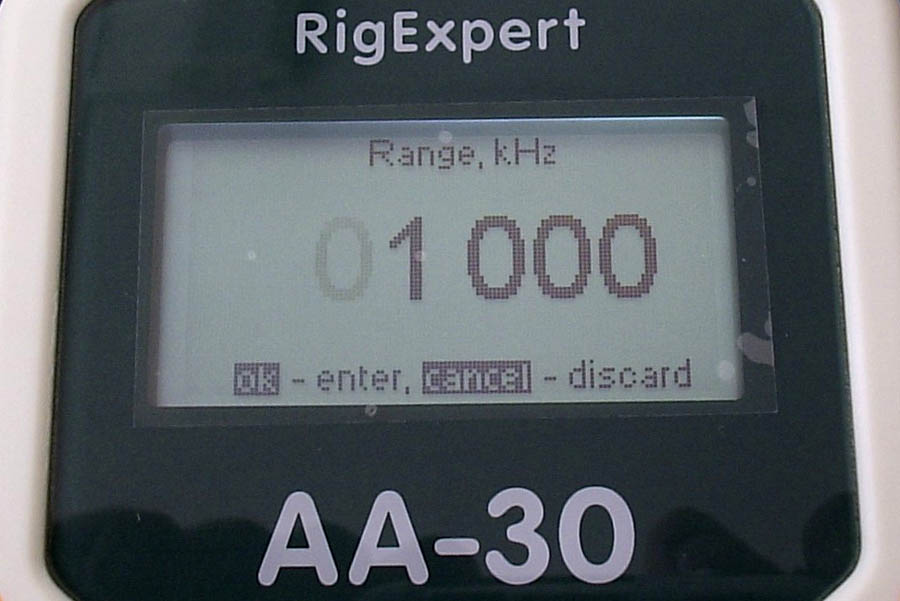 RigExpert
Range, kHz
01 000
ok - enter, cancel - discard
AA-30